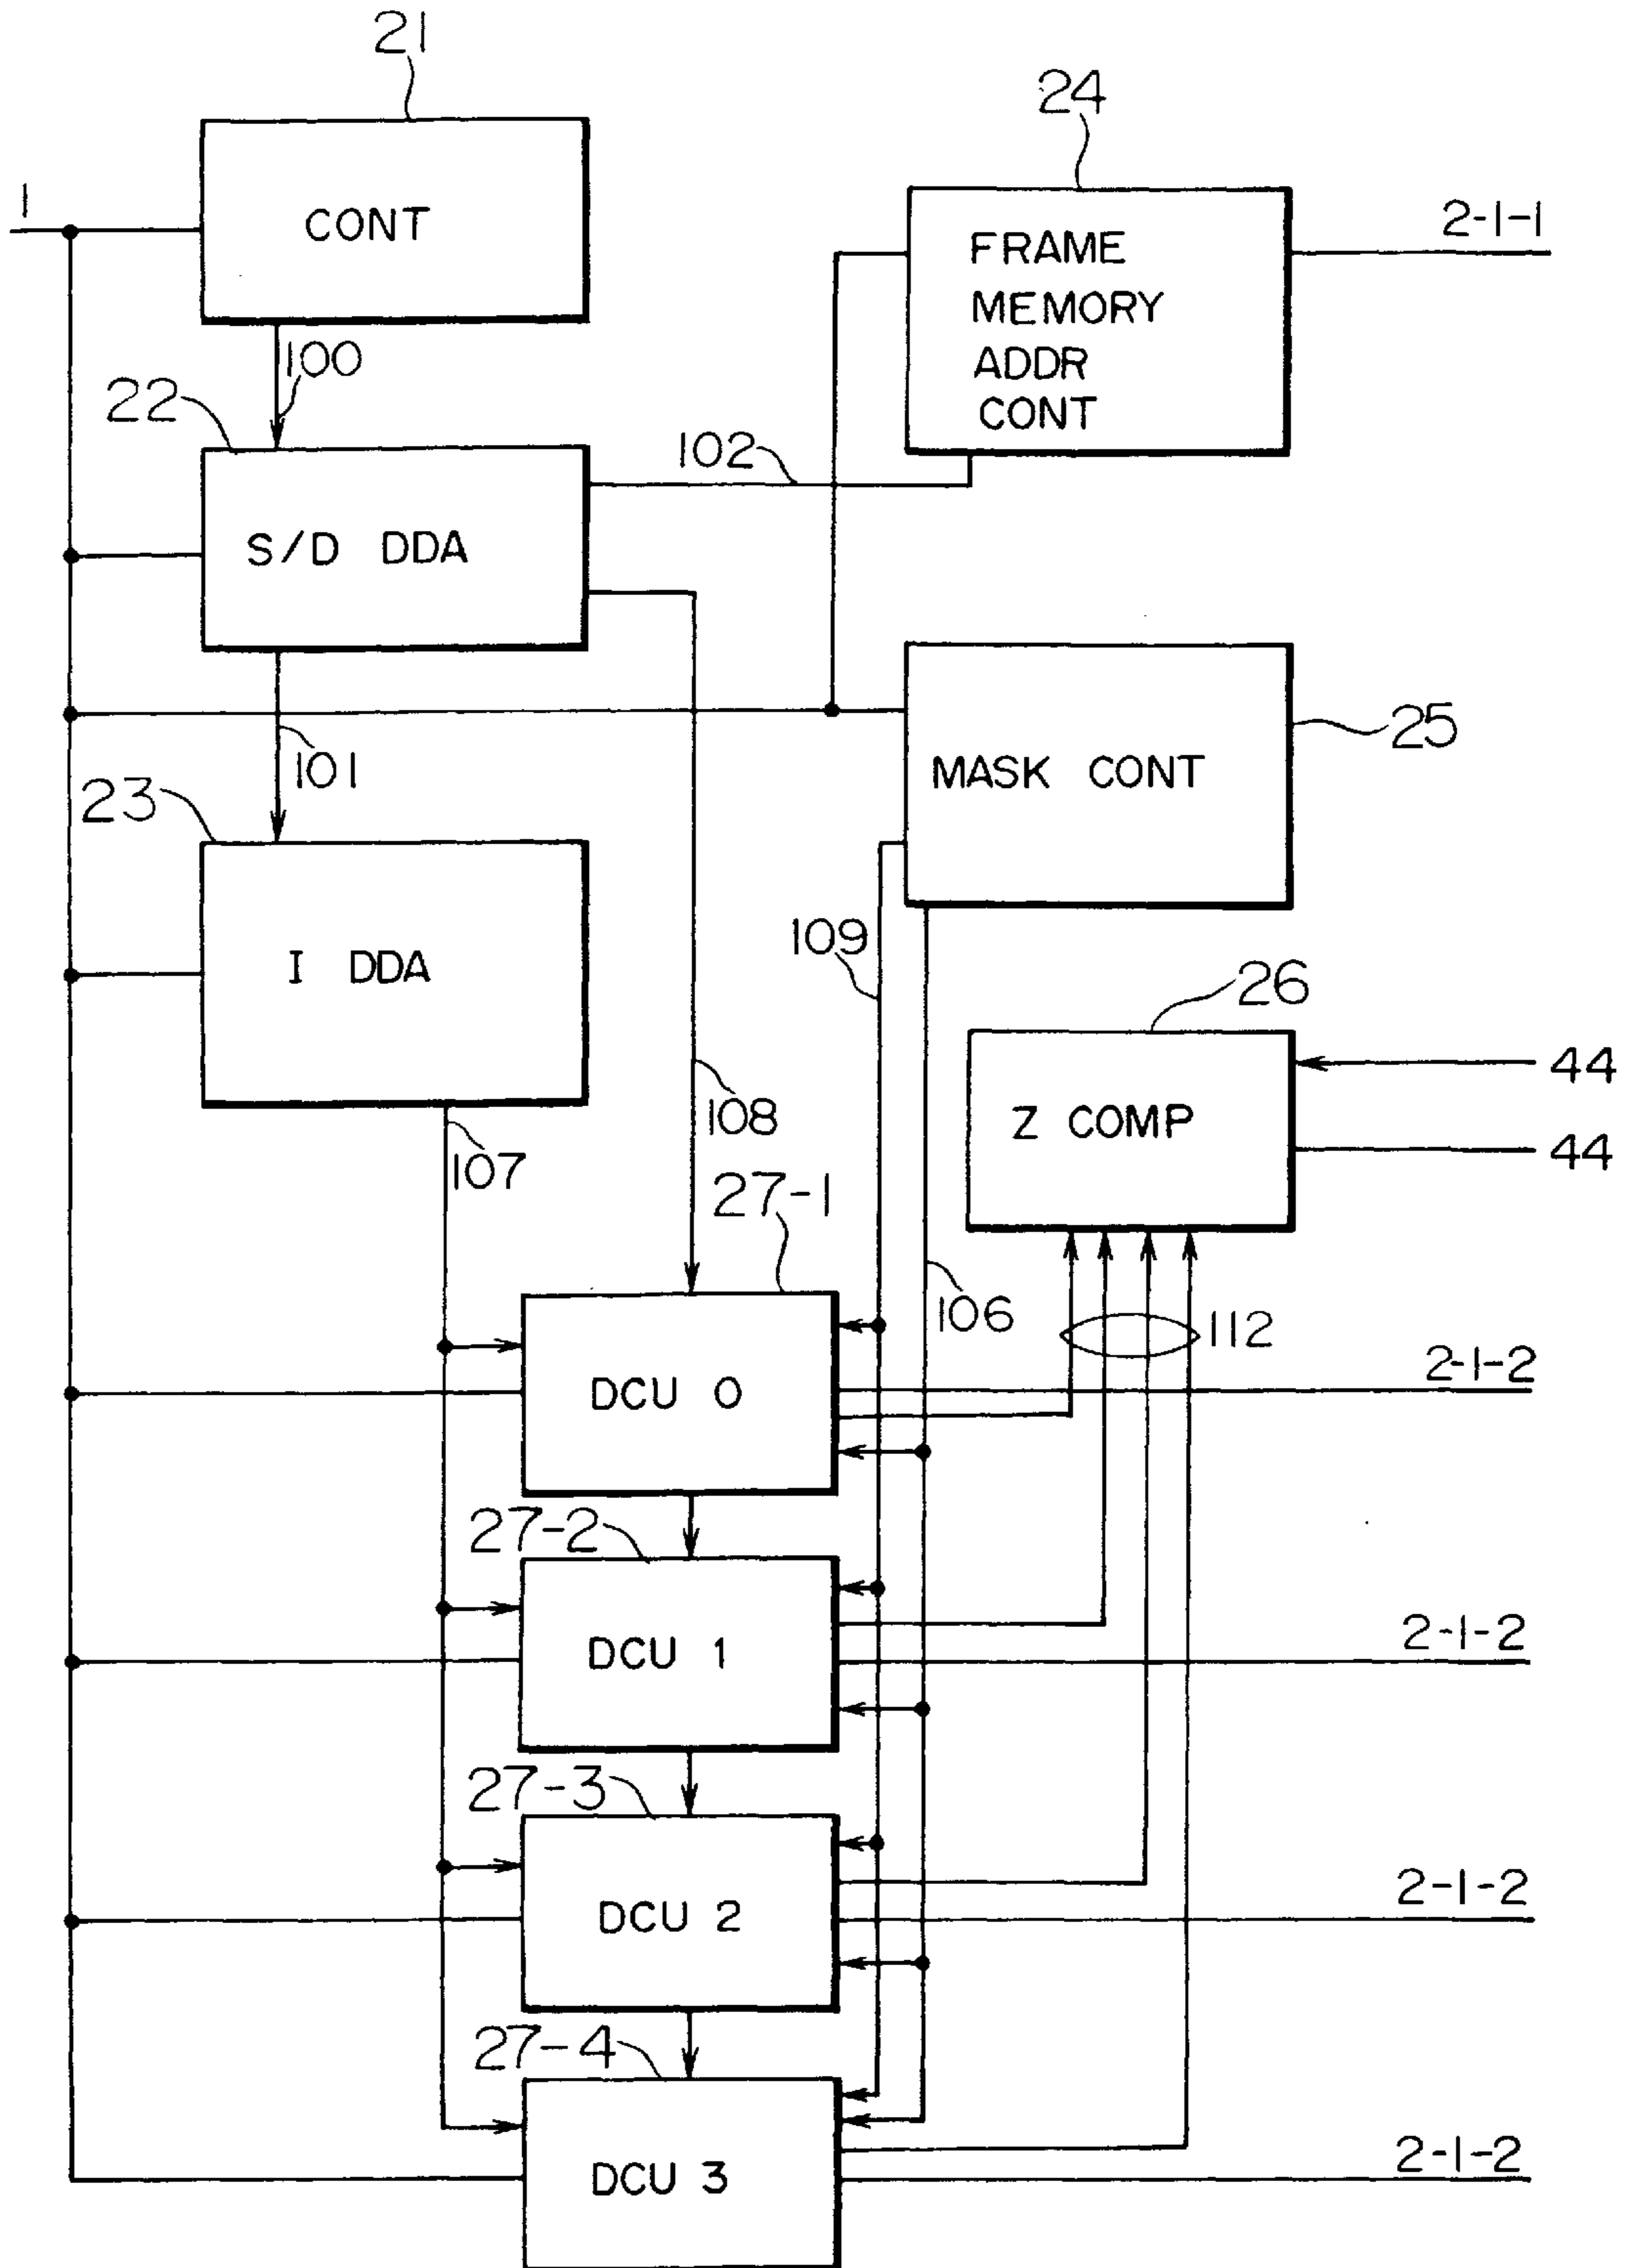 21
24
1
CONT
2-1-1
FRAME
MEMORY
ADDR
CONT
100
22
102
S/D DDA
25
101
MASK CONT
23
109
I DDA
26
44
108
Z COMP
107
44
27-1
106
112
2-1-2
DCU 0
27-2
2-1-2
DCU 1
27-3
2-1-2
DCU 2
27-4
2-1-2
DCU 3